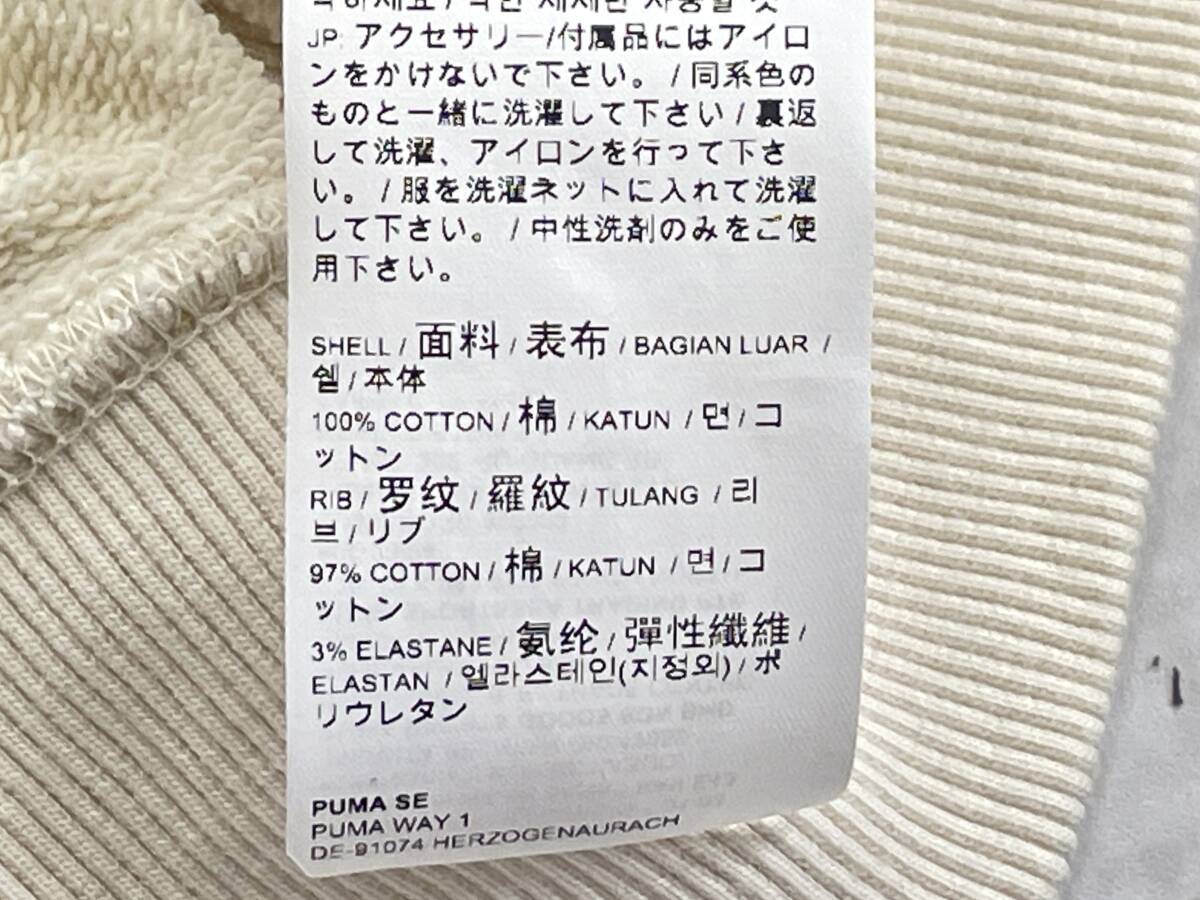 JP: アクセサリー/付属品にはアイロ
ンをかけないで下さい。 / 同系色の
ものと一緒に洗濯して下さい / 裏返
して洗濯、アイロンを行って下さ
い。 / 服を洗濯ネットに入れて洗濯
して下さい。 / 中性洗剤のみをご使
用下さい。
SHELL / 面料 / 表布 / BAGIAN LUAR /
쉘 / 本体
100% COTTON / 棉 / KATUN / 면 / コ
ットン
RIB / 罗纹 / 羅紋 / TULANG / 리
브 / リブ
97% COTTON / 棉 / KATUN / 면 / コ
ットン
3% ELASTANE / 氨纶 / 彈性纖維 /
ELASTAN / 엘라스테인(지정외) / ポ
リウレタン
PUMA SE
PUMA WAY 1
DE-91074 HERZOGENAURACH